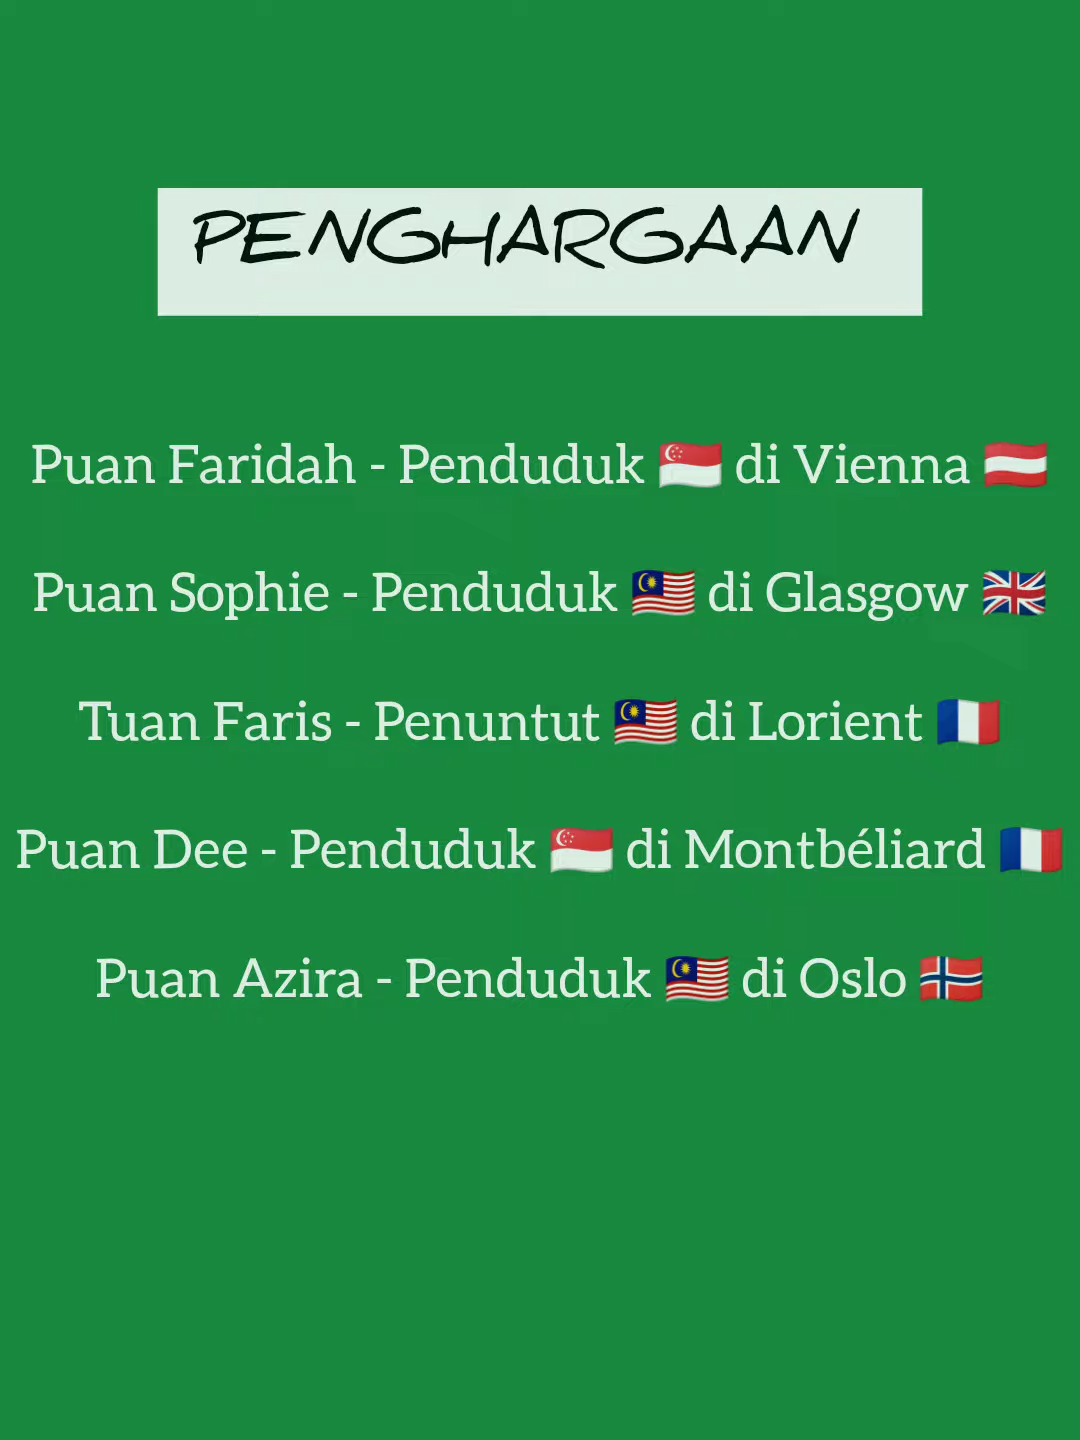 PENGHARGAAN
Puan Faridah - Penduduk 🇸🇬 di Vienna 🇦🇹
Puan Sophie - Penduduk 🇲🇾 di Glasgow 🇬🇧
Tuan Faris - Penuntut 🇲🇾 di Lorient 🇫🇷
Puan Dee - Penduduk 🇸🇬 di Montbéliard 🇫🇷
Puan Azira - Penduduk 🇲🇾 di Oslo 🇳🇴